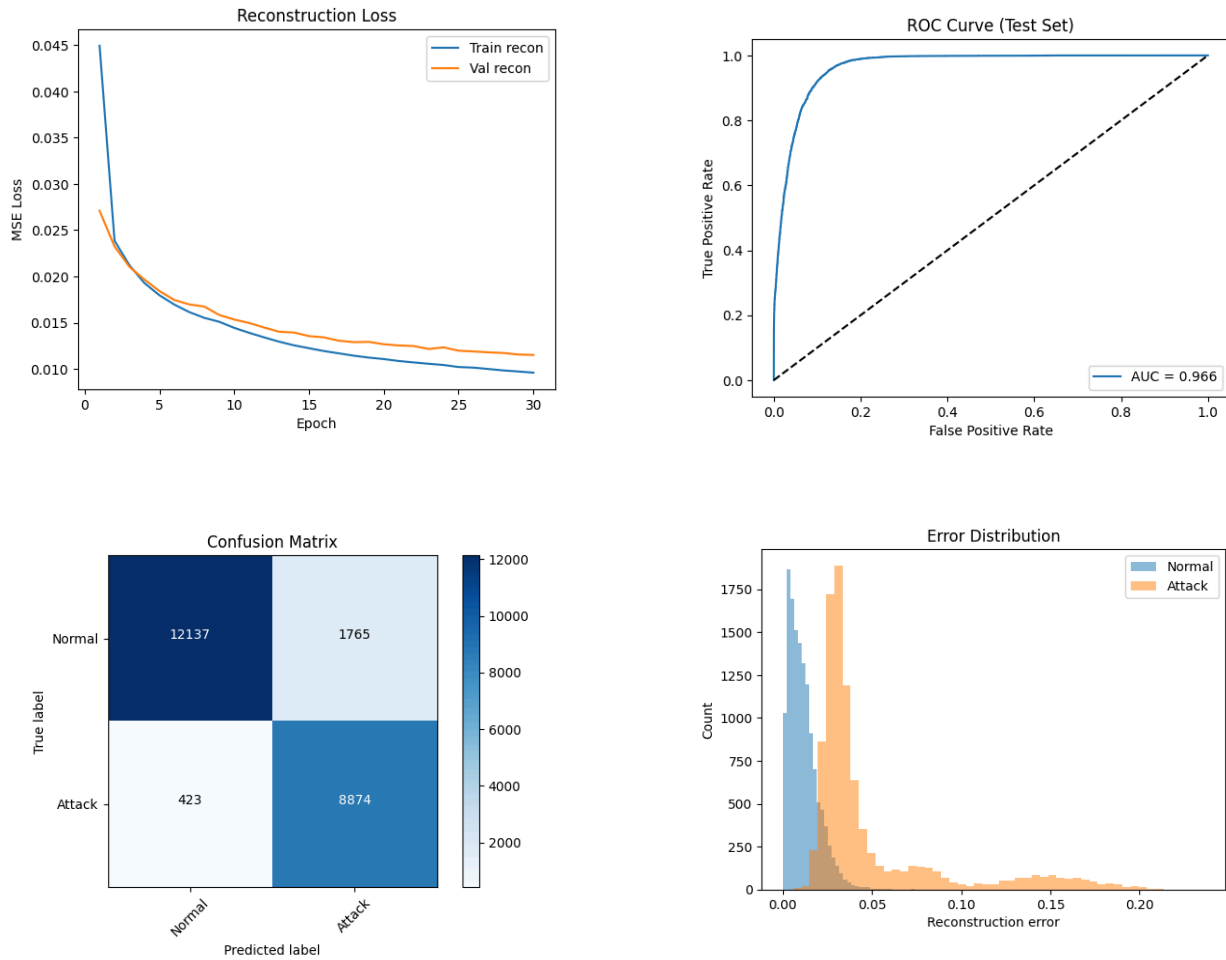 Reconstruction Loss
Train recon
Val recon
0.045
0.040
0.035
0.030
0.025
0.020
0.015
0.010
MSE Loss
0
5
10
15
20
25
30
Epoch
ROC Curve (Test Set)
1.0
0.8
0.6
0.4
0.2
0.0
True Positive Rate
AUC = 0.966
0.0
0.2
0.4
0.6
0.8
1.0
False Positive Rate
Confusion Matrix
Normal
Attack
True label
12137
1765
423
8874
Normal
Attack
Predicted label
12000
10000
8000
6000
4000
2000
Error Distribution
Normal
Attack
1750
1500
1250
1000
750
500
250
0
Count
0.00
0.05
0.10
0.15
0.20
Reconstruction error